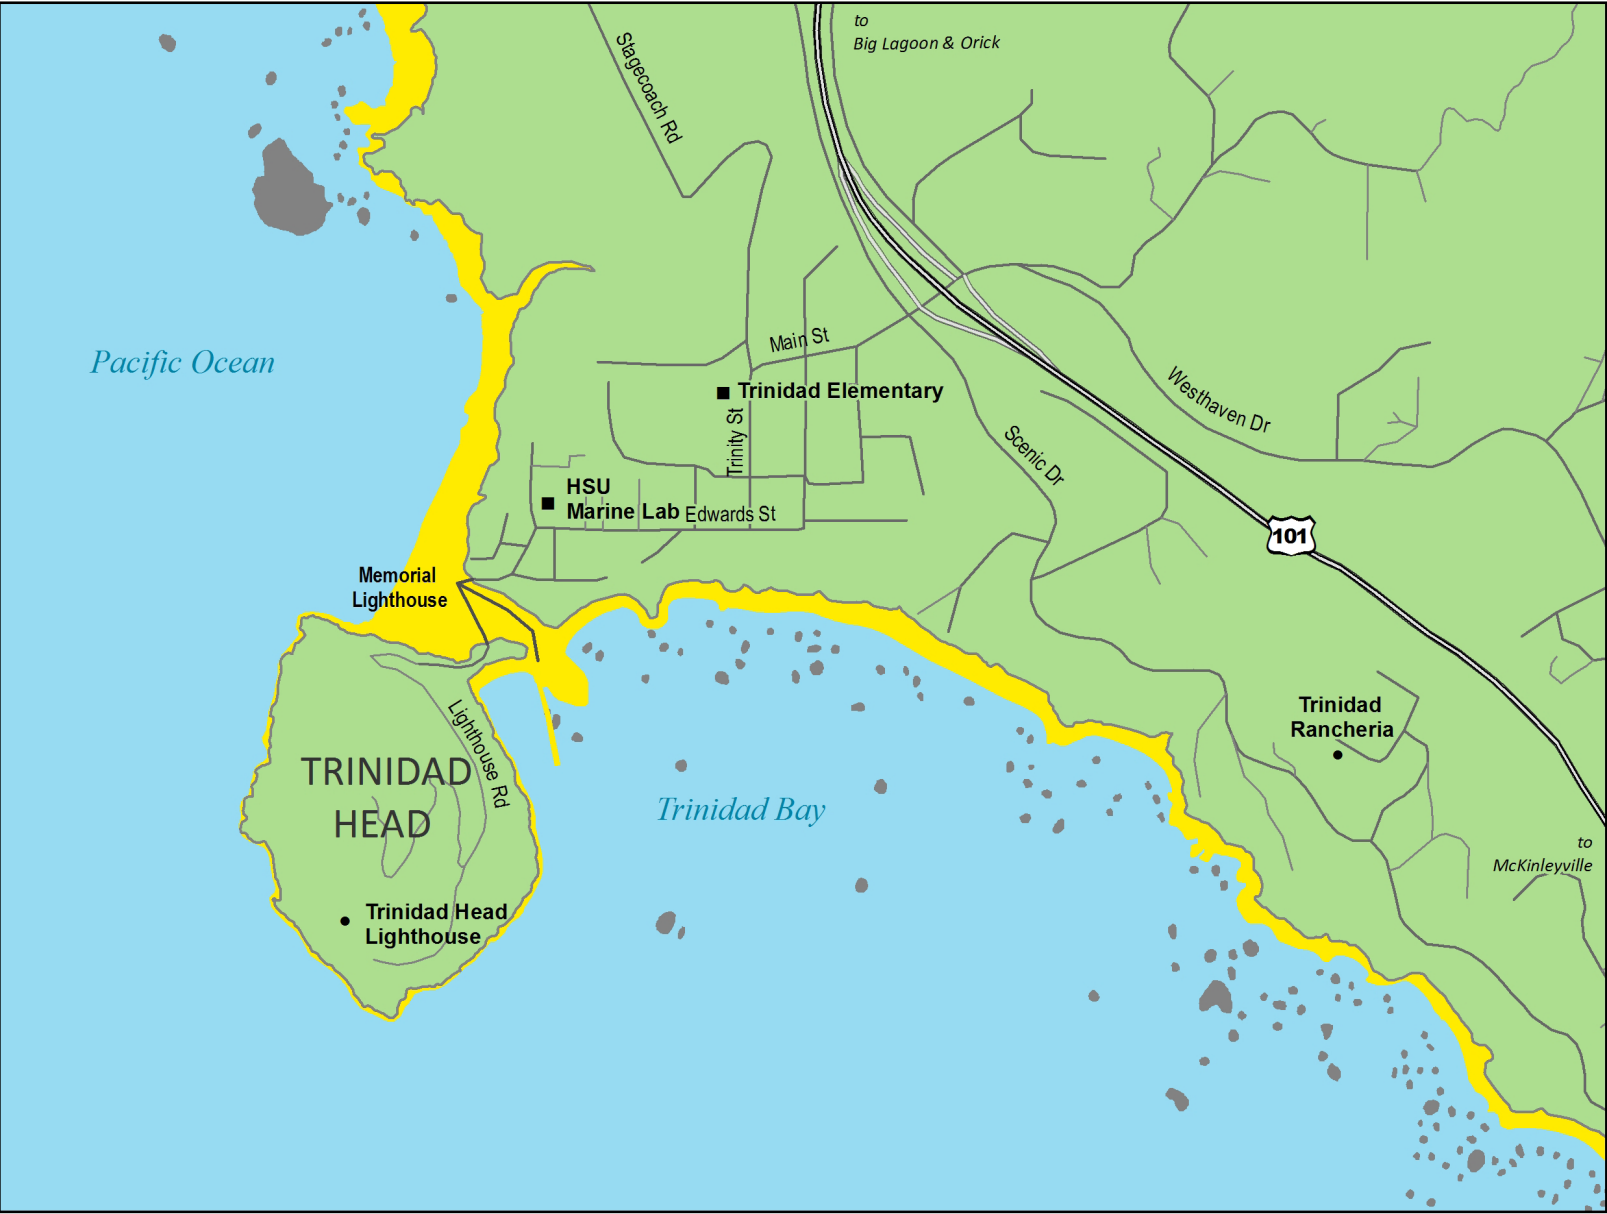 to
Big Lagoon & Orick
Stagecoach Rd
Pacific Ocean
Main St
Trinidad Elementary
Trinity St
Westhaven Dr
Scenic Dr
HSU
Marine Lab
Edwards St
101
Memorial
Lighthouse
Trinidad
Rancheria
Lighthouse Rd
TRINIDAD
HEAD
Trinidad Bay
to
McKinleyville
Trinidad Head
Lighthouse